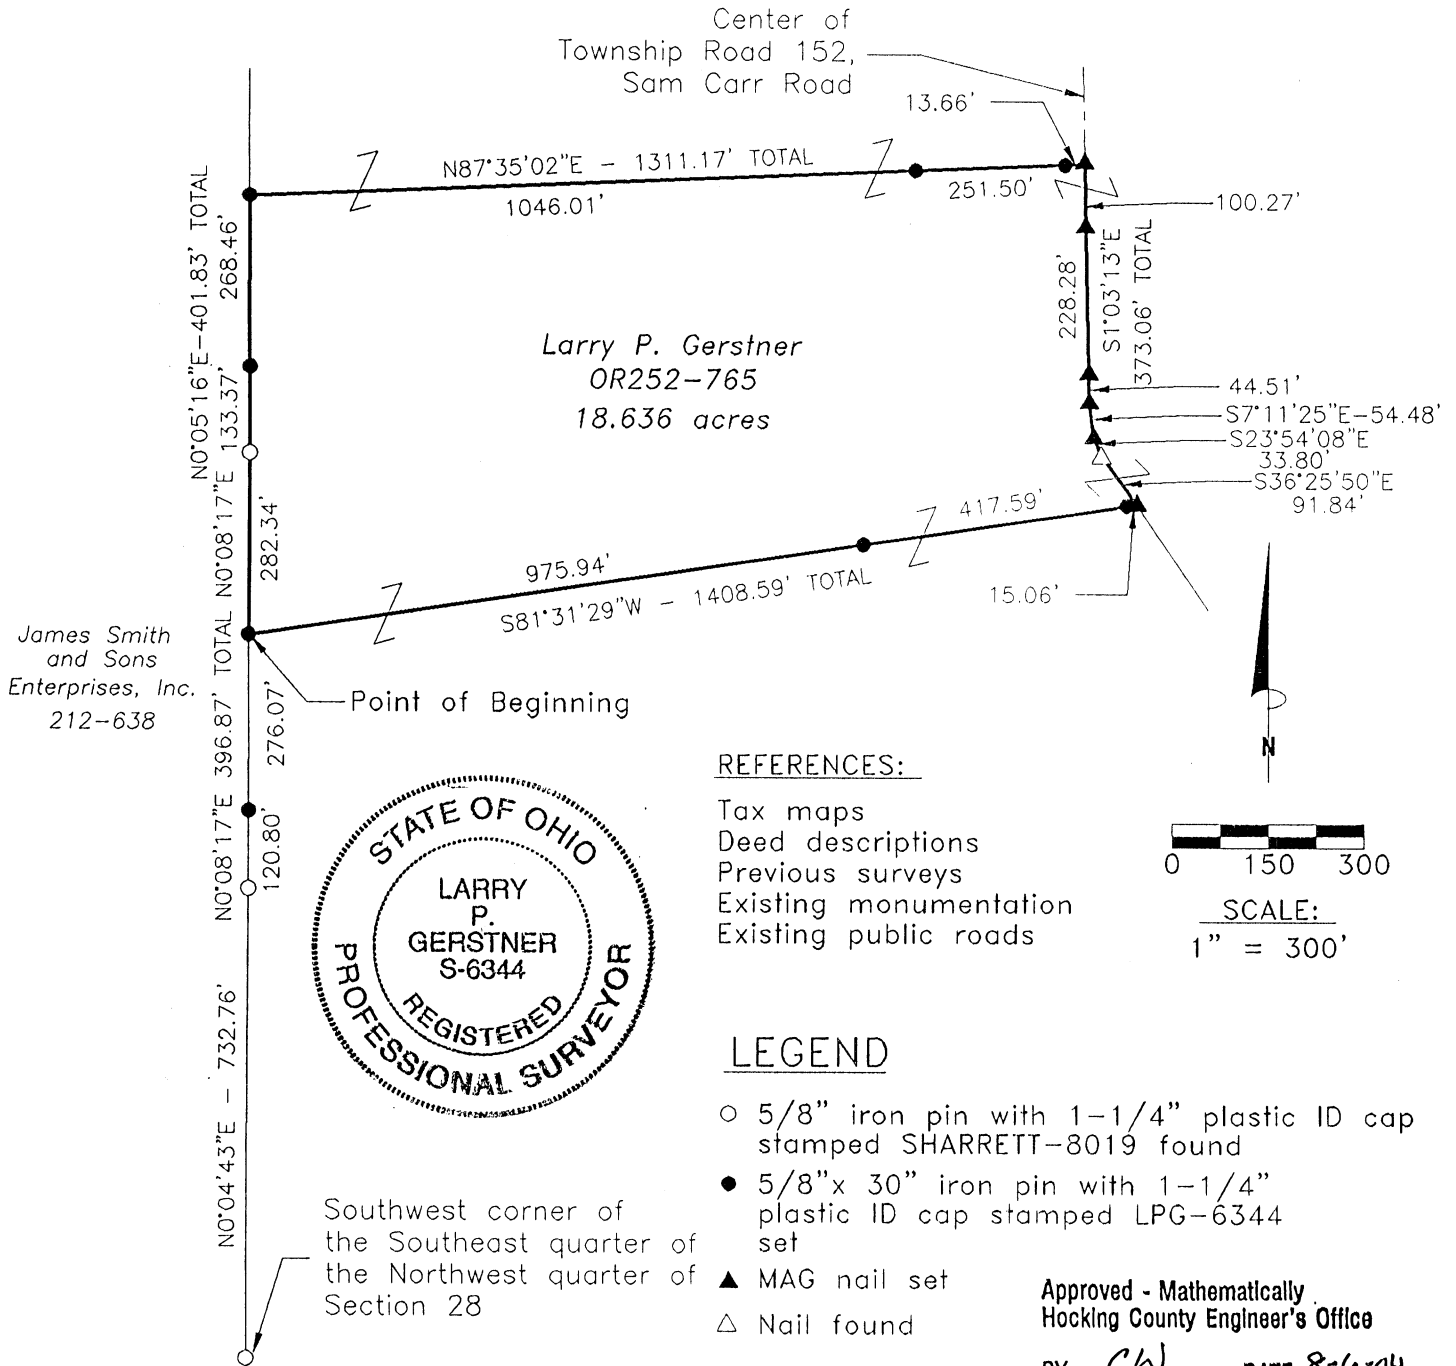 Center of
Township Road 152,
Sam Carr Road
13.66'
N87°35'02"E - 1311.17' TOTAL
1046.01'
251.50'
100.27'
N0°05'16"E-401.83' TOTAL
268.46'
133.37'
228.28'
S1°03'13"E
373.06' TOTAL
Larry P. Gerstner
OR252-765
18.636 acres
44.51'
S7°11'25"E-54.48'
S23°54'08"E
33.80'
S36°25'50"E
91.84'
N0°08'17"E
282.34'
417.59'
975.94'
S81°31'29"W - 1408.59' TOTAL
15.06'
James Smith
and Sons
Enterprises, Inc.
212-638
Point of Beginning
N0°08'17"E 396.87' TOTAL
276.07'
120.80'
N
REFERENCES:
Tax maps
Deed descriptions
Previous surveys
Existing monumentation
Existing public roads
0 150 300
SCALE:
1" = 300'
STATE OF OHIO
LARRY
P.
GERSTNER
S-6344
REGISTERED
PROFESSIONAL SURVEYOR
N0°04'43"E - 732.76'
Southwest corner of
the Southeast quarter of
the Northwest quarter of
Section 28
LEGEND
5/8" iron pin with 1-1/4" plastic ID cap
stamped SHARRETT-8019 found
5/8"x 30" iron pin with 1-1/4"
plastic ID cap stamped LPG-6344
set
MAG nail set
Nail found
Approved - Mathematically
Hocking County Engineer's Office
BY CW DATE